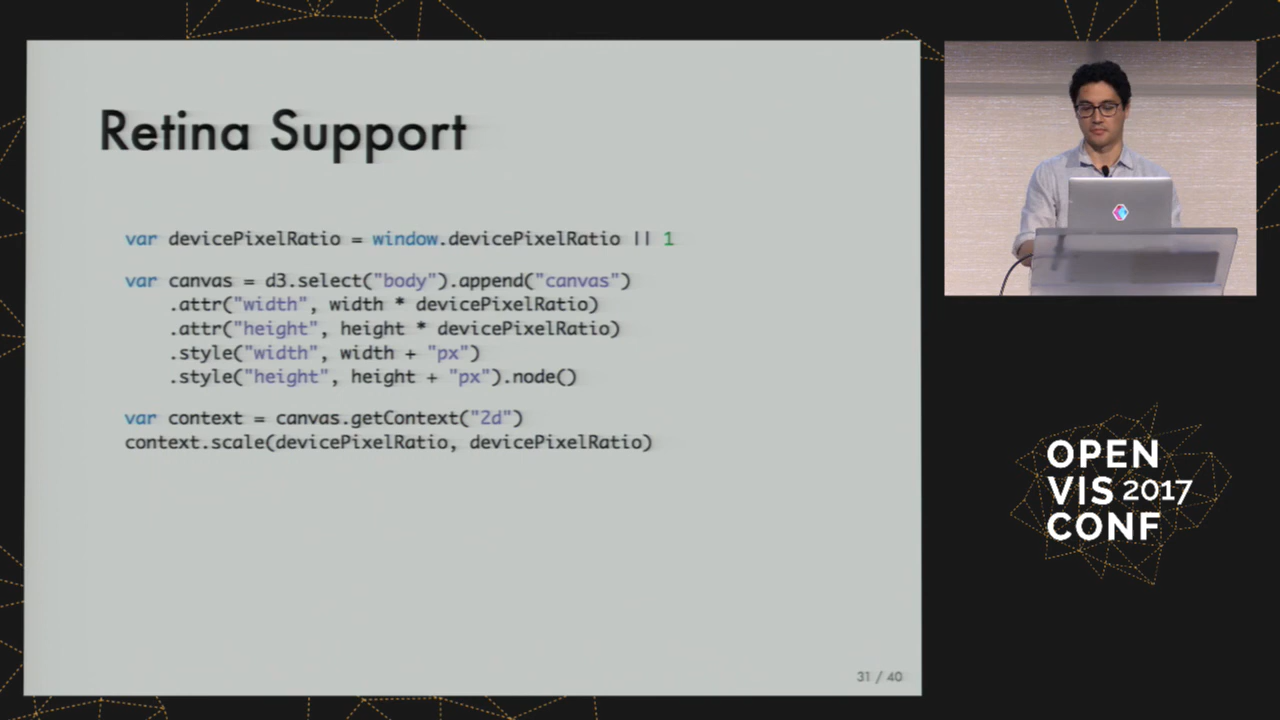 Retina Support
var devicePixelRatio = window.devicePixelRatio || 1
var canvas = d3.select("body").append("canvas")
.attr("width", width * devicePixelRatio)
.attr("height", height * devicePixelRatio)
.style("width", width + "px")
.style("height", height + "px").node()
var context = canvas.getContext("2d")
context.scale(devicePixelRatio, devicePixelRatio)
31 / 40
OPEN
VIS 2017
CONF